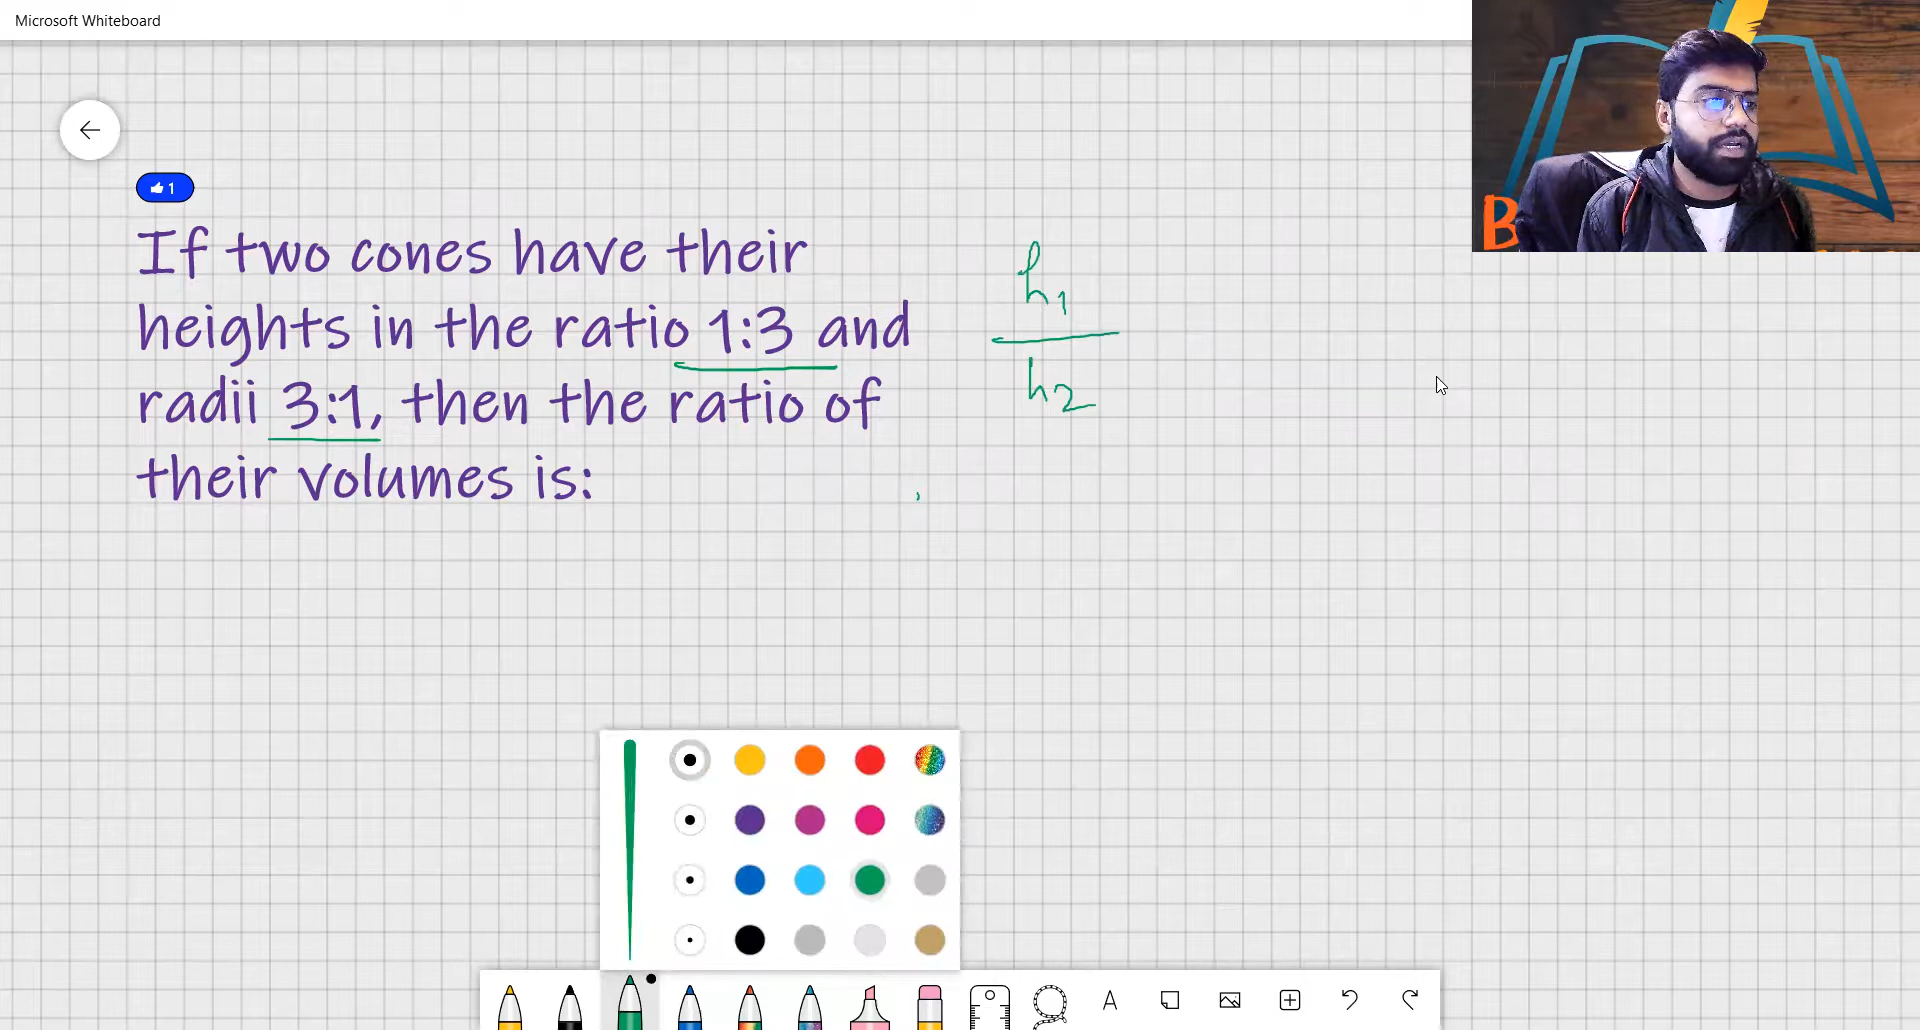 Microsoft Whiteboard
1
If two cones have their
heights in the ratio 1:3 and
radii 3:1, then the ratio of
their volumes is:
h1
h2
B
A